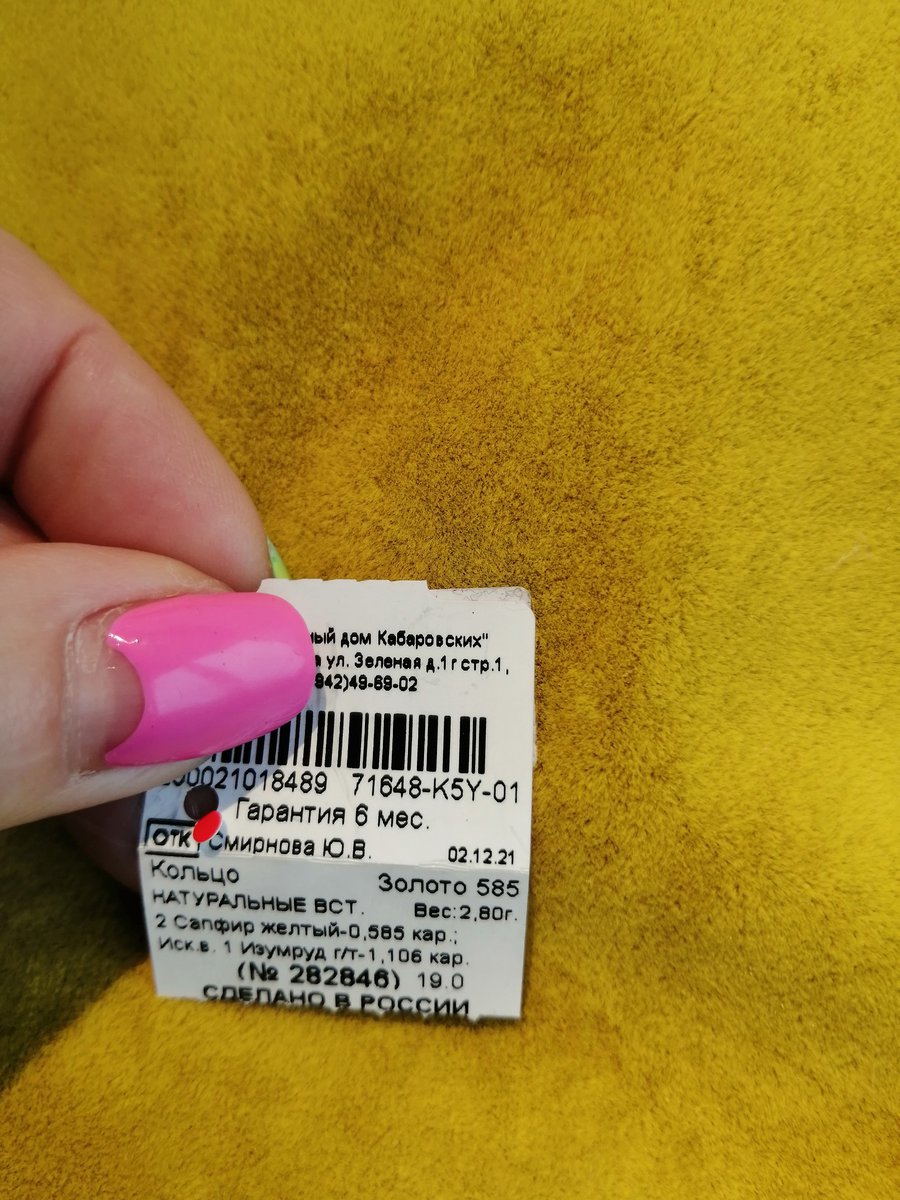 дом Кабаровских"
ул. Зеленая д.1 г стр.1,
942)49-69-02
00021018489 71648-K5Y-01
Гарантия 6 мес.
ОТК Смирнова Ю.В. 02.12.21
Кольцо Золото 585
НАТУРАЛЬНЫЕ ВСТ. Вес:2,80г.
2 Сапфир желтый-0,585 кар.;
Иск.в. 1 Изумруд г/т-1,106 кар.
(№ 282846) 19.0
СДЕЛАНО В РОССИИ